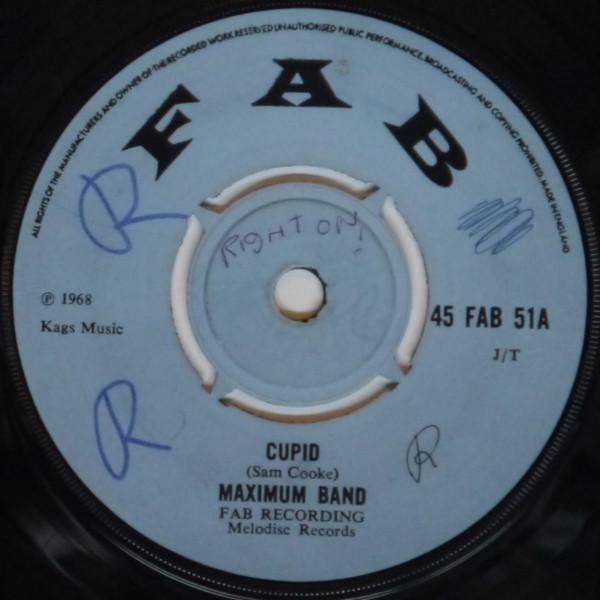 ALL RIGHTS OF THE MANUFACTURERS AND OWNER OF THE RECORDED WORK RESERVED UNAUTHORISED PUBLIC PERFORMANCE, BROADCASTING AND COPYING PROHIBITED. MADE IN ENGLAND
FAB
R
RIGHT ON!
℗ 1968
Kags Music
45 FAB 51A
J/T
R
R
CUPID
(Sam Cooke)
MAXIMUM BAND
FAB RECORDING
Melodisc Records